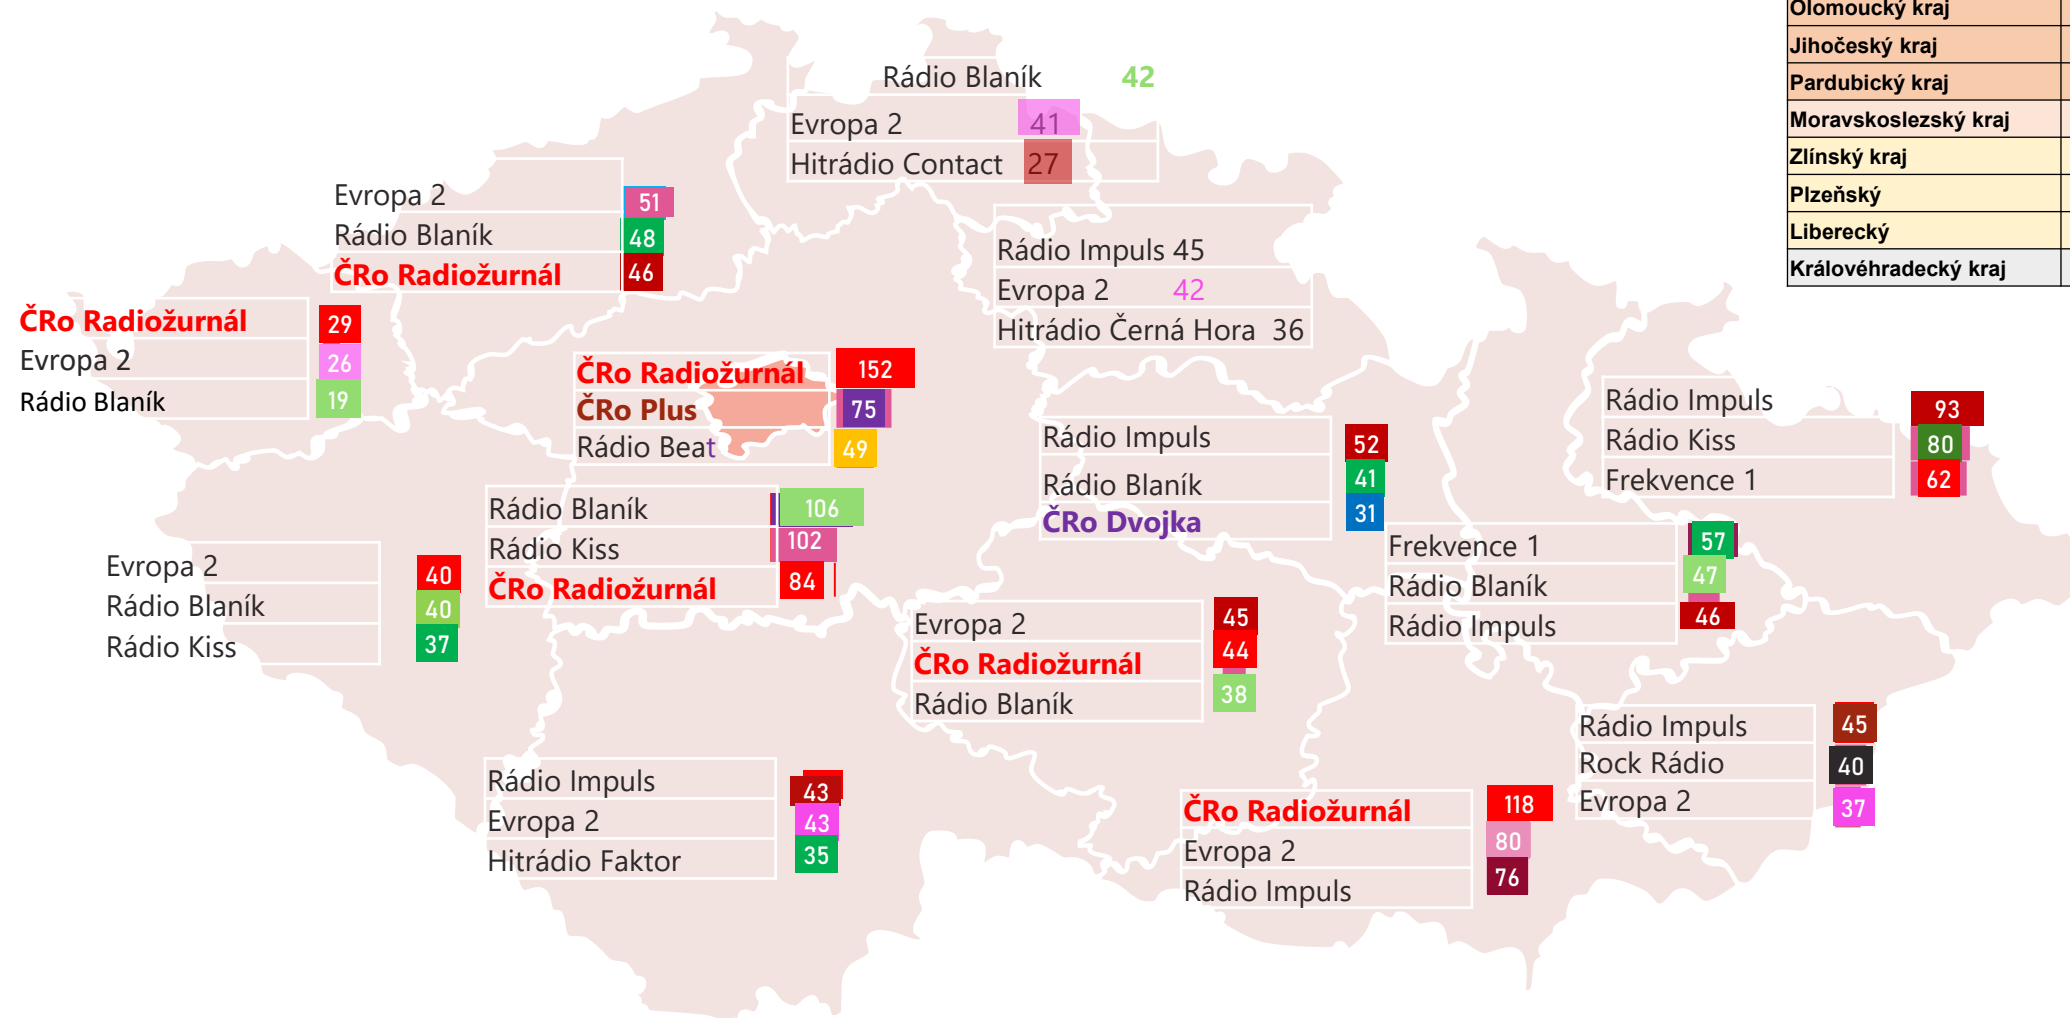 Olomoucký kraj
Jihočeský kraj
Pardubický kraj
Moravskoslezský kraj
Zlínský kraj
Plzeňský
Liberecký
Královéhradecký kraj
Rádio Blaník 42
Evropa 2 41
Hitrádio Contact 27
Evropa 2 51
Rádio Blaník 48
ČRo Radiožurnál 46
Rádio Impuls 45
Evropa 2 42
Hitrádio Černá Hora 36
ČRo Radiožurnál 29
Evropa 2 26
Rádio Blaník 19
ČRo Radiožurnál 152
ČRo Plus 75
Rádio Beat 49
Rádio Impuls 93
Rádio Kiss 80
Frekvence 1 62
Rádio Impuls 52
Rádio Blaník 41
ČRo Dvojka 31
Rádio Blaník 106
Rádio Kiss 102
ČRo Radiožurnál 84
Frekvence 1 57
Rádio Blaník 47
Rádio Impuls 46
Evropa 2 40
Rádio Blaník 40
Rádio Kiss 37
Evropa 2 45
ČRo Radiožurnál 44
Rádio Blaník 38
Rádio Impuls 45
Rock Rádio 40
Evropa 2 37
Rádio Impuls 43
Evropa 2 43
Hitrádio Faktor 35
ČRo Radiožurnál 118
Evropa 2 80
Rádio Impuls 76